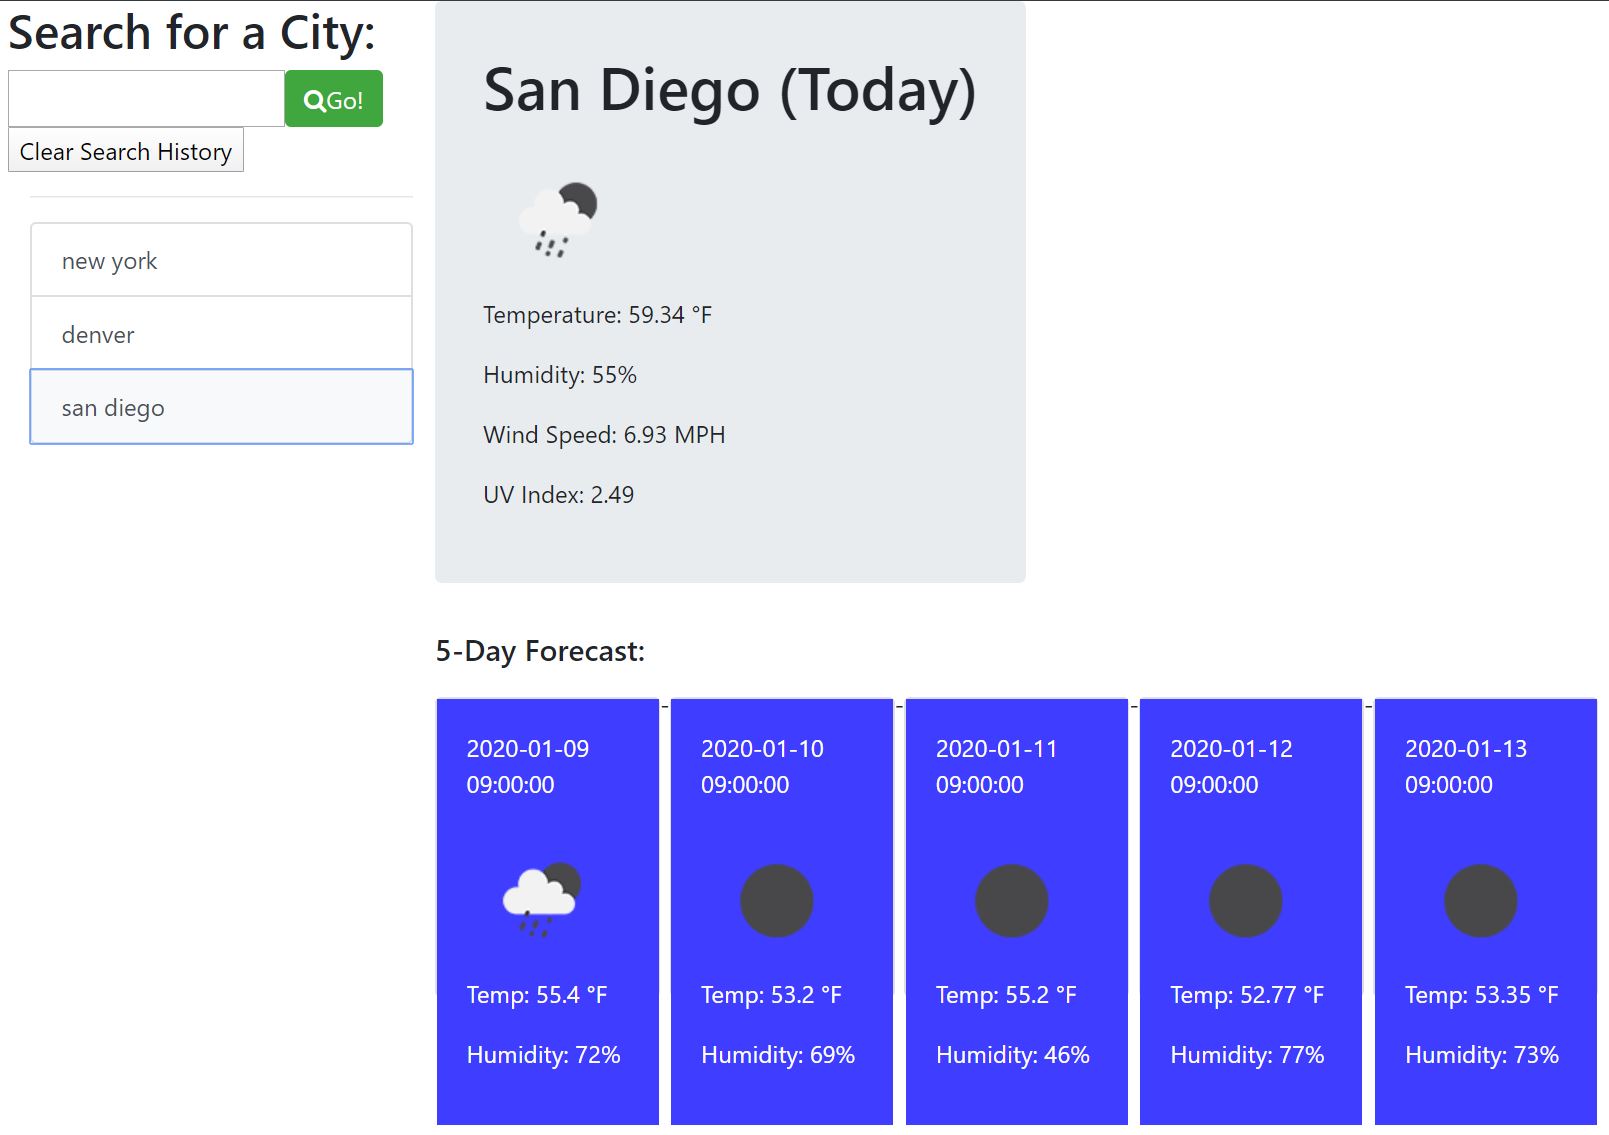 Search for a City:
Go!
Clear Search History
new york
denver
san diego
San Diego (Today)
Temperature: 59.34 °F
Humidity: 55%
Wind Speed: 6.93 MPH
UV Index: 2.49
5-Day Forecast:
2020-01-09
09:00:00
Temp: 55.4 °F
Humidity: 72%
-
2020-01-10
09:00:00
Temp: 53.2 °F
Humidity: 69%
-
2020-01-11
09:00:00
Temp: 55.2 °F
Humidity: 46%
-
2020-01-12
09:00:00
Temp: 52.77 °F
Humidity: 77%
-
2020-01-13
09:00:00
Temp: 53.35 °F
Humidity: 73%